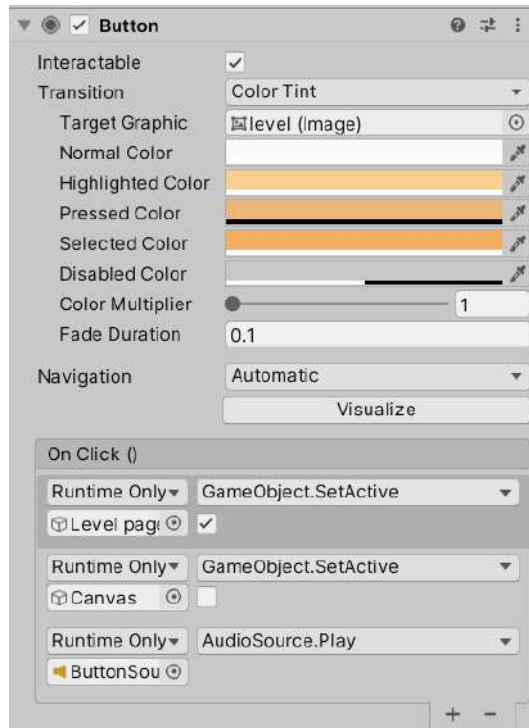 Button
Interactable
Transition Color Tint
Target Graphic level (Image)
Normal Color
Highlighted Color
Pressed Color
Selected Color
Disabled Color
Color Multiplier 1
Fade Duration 0.1
Navigation Automatic
Visualize
On Click ()
Runtime Only GameObject.SetActive
Level pag
Runtime Only GameObject.SetActive
Canvas
Runtime Only AudioSource.Play
ButtonSou